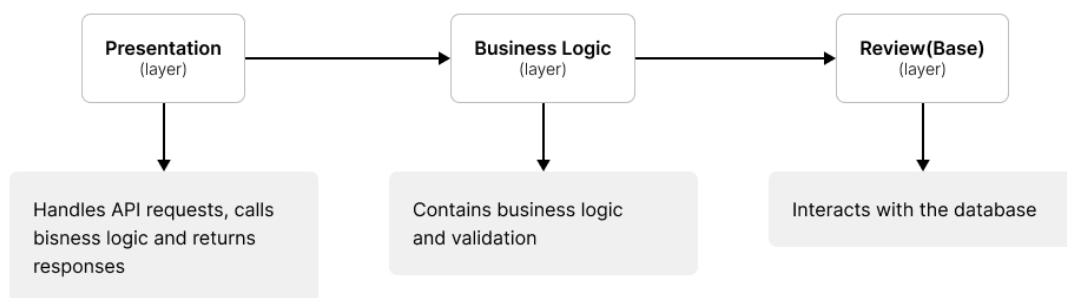 Presentation
(layer)
Business Logic
(layer)
Review(Base)
(layer)
Handles API requests, calls
bisness logic and returns
responses
Contains business logic
and validation
Interacts with the database